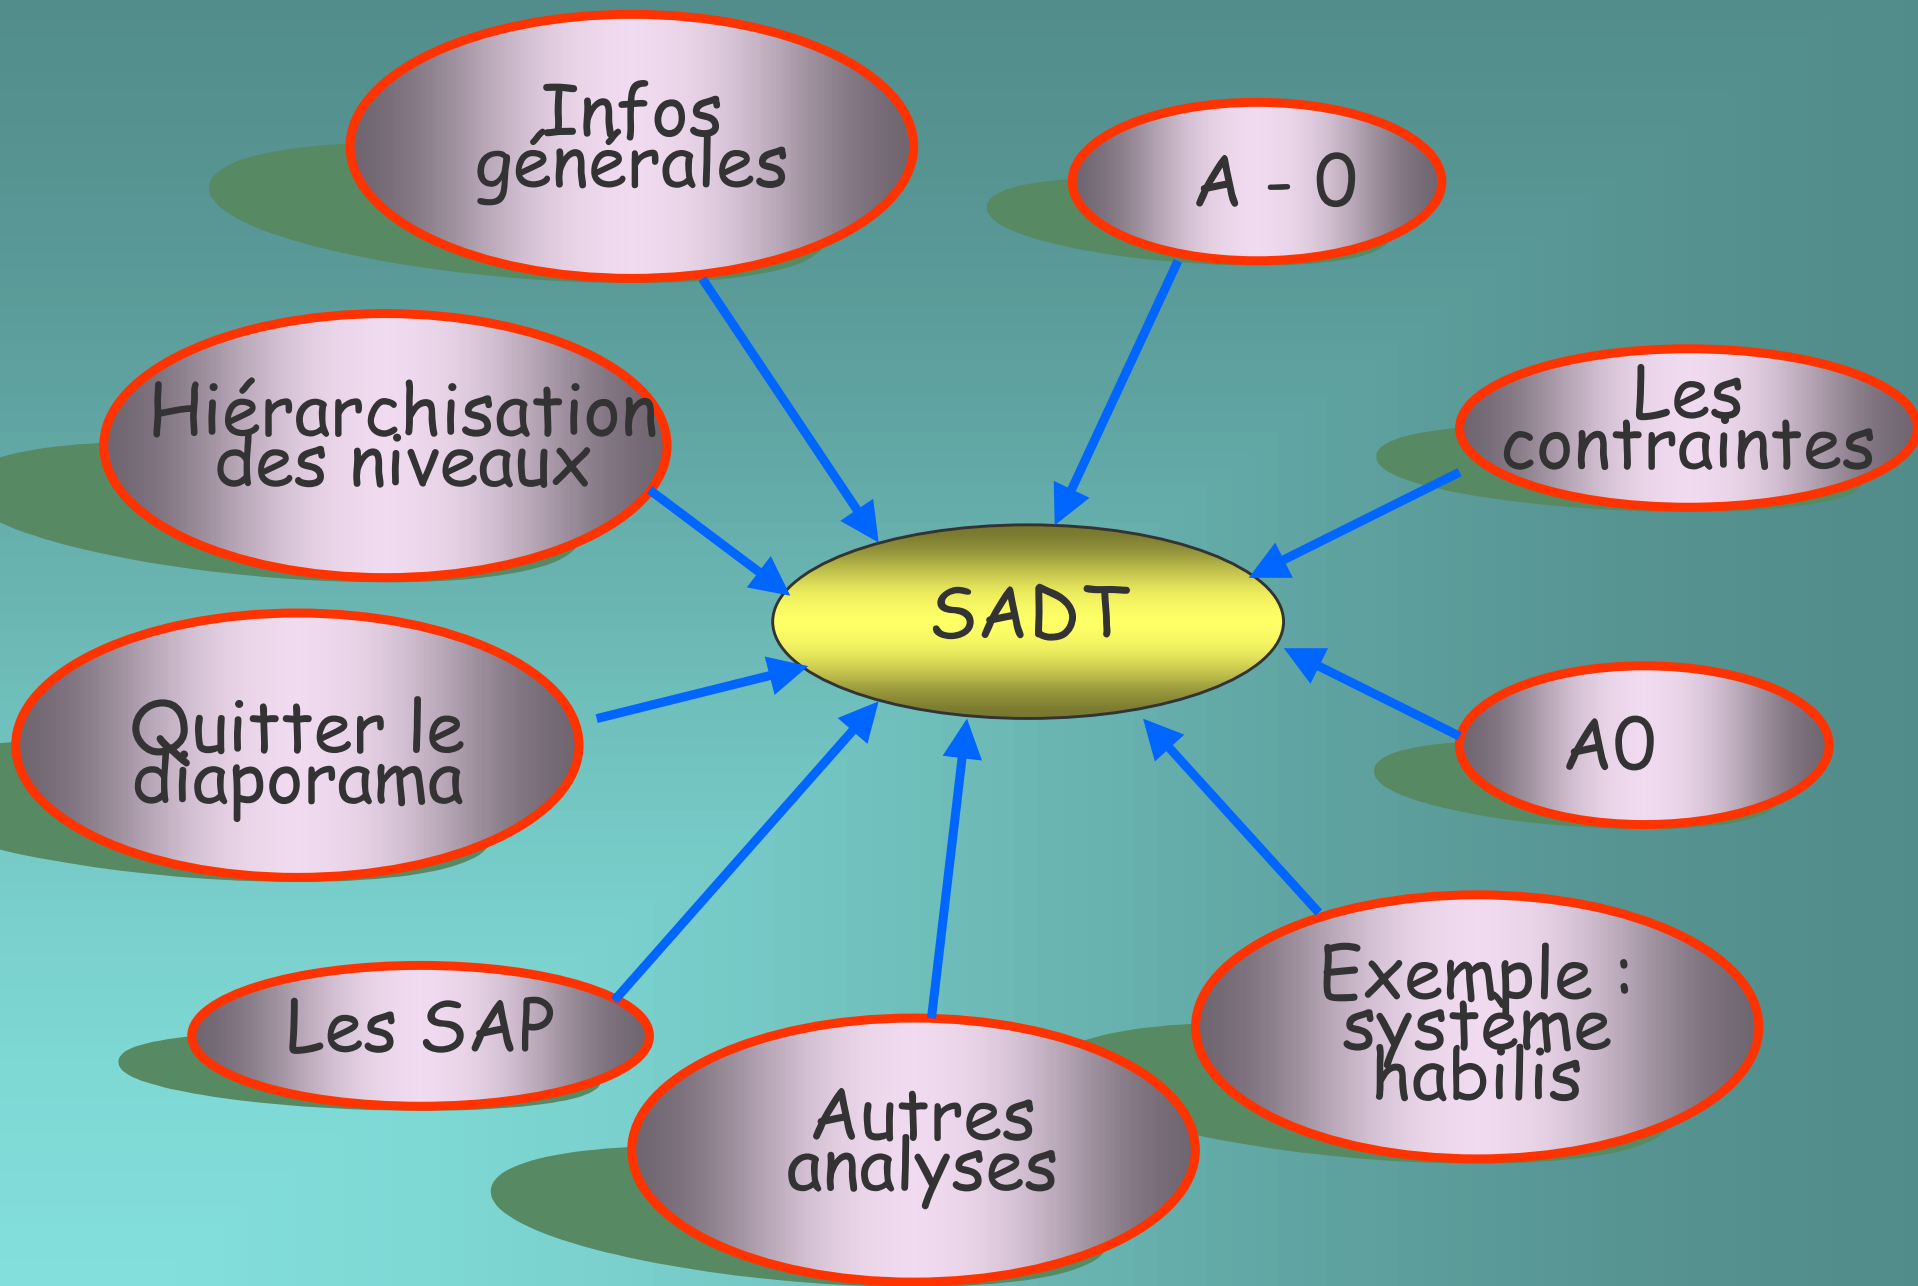 Infos
générales
A - 0
Hiérarchisation
des niveaux
Les
contraintes
SADT
Quitter le
diaporama
A0
Les SAP
Exemple :
système
habilis
Autres
analyses